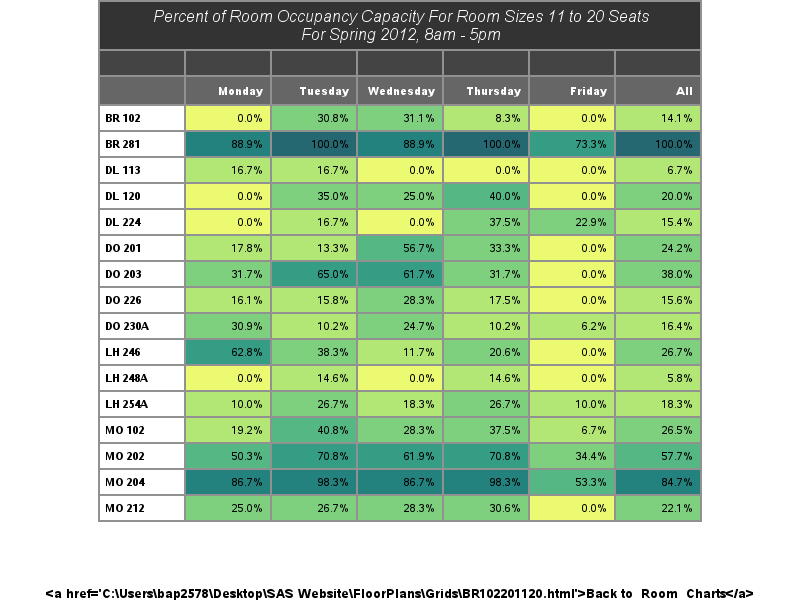 Percent of Room Occupancy Capacity For Room Sizes 11 to 20 Seats
For Spring 2012, 8am - 5pm
Monday Tuesday Wednesday Thursday Friday All
BR 102 0.0% 30.8% 31.1% 8.3% 0.0% 14.1%
BR 281 88.9% 100.0% 88.9% 100.0% 73.3% 100.0%
DL 113 16.7% 16.7% 0.0% 0.0% 0.0% 6.7%
DL 120 0.0% 35.0% 25.0% 40.0% 0.0% 20.0%
DL 224 0.0% 16.7% 0.0% 37.5% 22.9% 15.4%
DO 201 17.8% 13.3% 56.7% 33.3% 0.0% 24.2%
DO 203 31.7% 65.0% 61.7% 31.7% 0.0% 38.0%
DO 226 16.1% 15.8% 28.3% 17.5% 0.0% 15.6%
DO 230A 30.9% 10.2% 24.7% 10.2% 6.2% 16.4%
LH 246 62.8% 38.3% 11.7% 20.6% 0.0% 26.7%
LH 248A 0.0% 14.6% 0.0% 14.6% 0.0% 5.8%
LH 254A 10.0% 26.7% 18.3% 26.7% 10.0% 18.3%
MO 102 19.2% 40.8% 28.3% 37.5% 6.7% 26.5%
MO 202 50.3% 70.8% 61.9% 70.8% 34.4% 57.7%
MO 204 86.7% 98.3% 86.7% 98.3% 53.3% 84.7%
MO 212 25.0% 26.7% 28.3% 30.6% 0.0% 22.1%
<a href='C:\Users\bap2578\Desktop\SAS Website\FloorPlans\Grids\BR102201120.html'>Back to Room Charts</a>